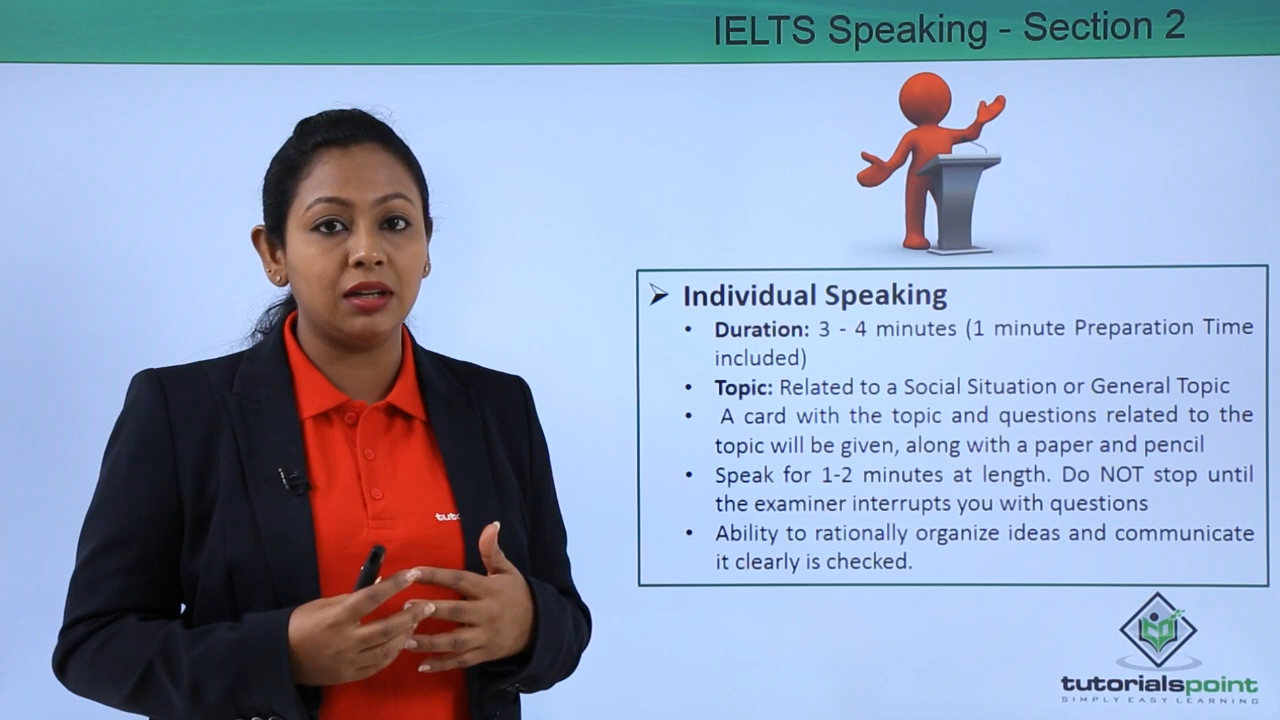 IELTS Speaking - Section 2
➢ Individual Speaking
• Duration: 3 - 4 minutes (1 minute Preparation Time
included)
• Topic: Related to a Social Situation or General Topic
• A card with the topic and questions related to the
topic will be given, along with a paper and pencil
• Speak for 1-2 minutes at length. Do NOT stop until
the examiner interrupts you with questions
• Ability to rationally organize ideas and communicate
it clearly is checked.
tutorialspoint
SIMPLY EASY LEARNING